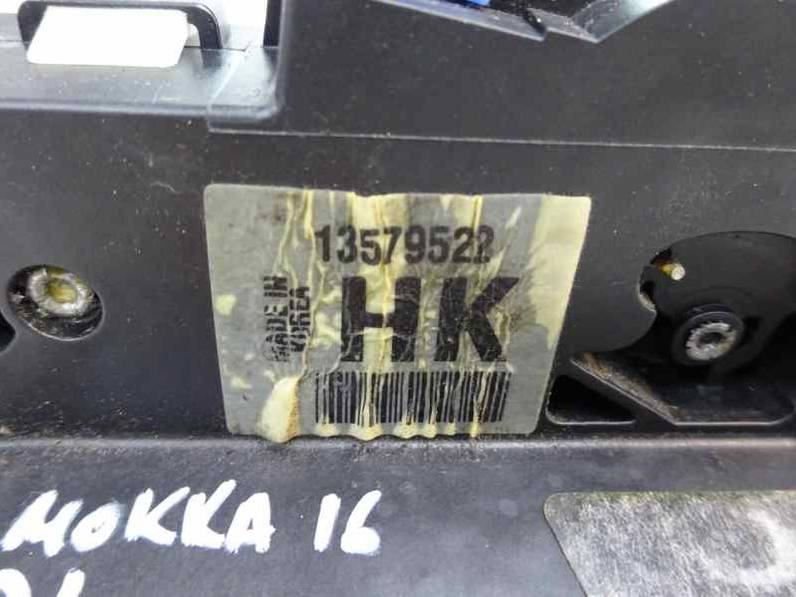 13579522
MADE IN
KOREA
HK
MOKKA 16